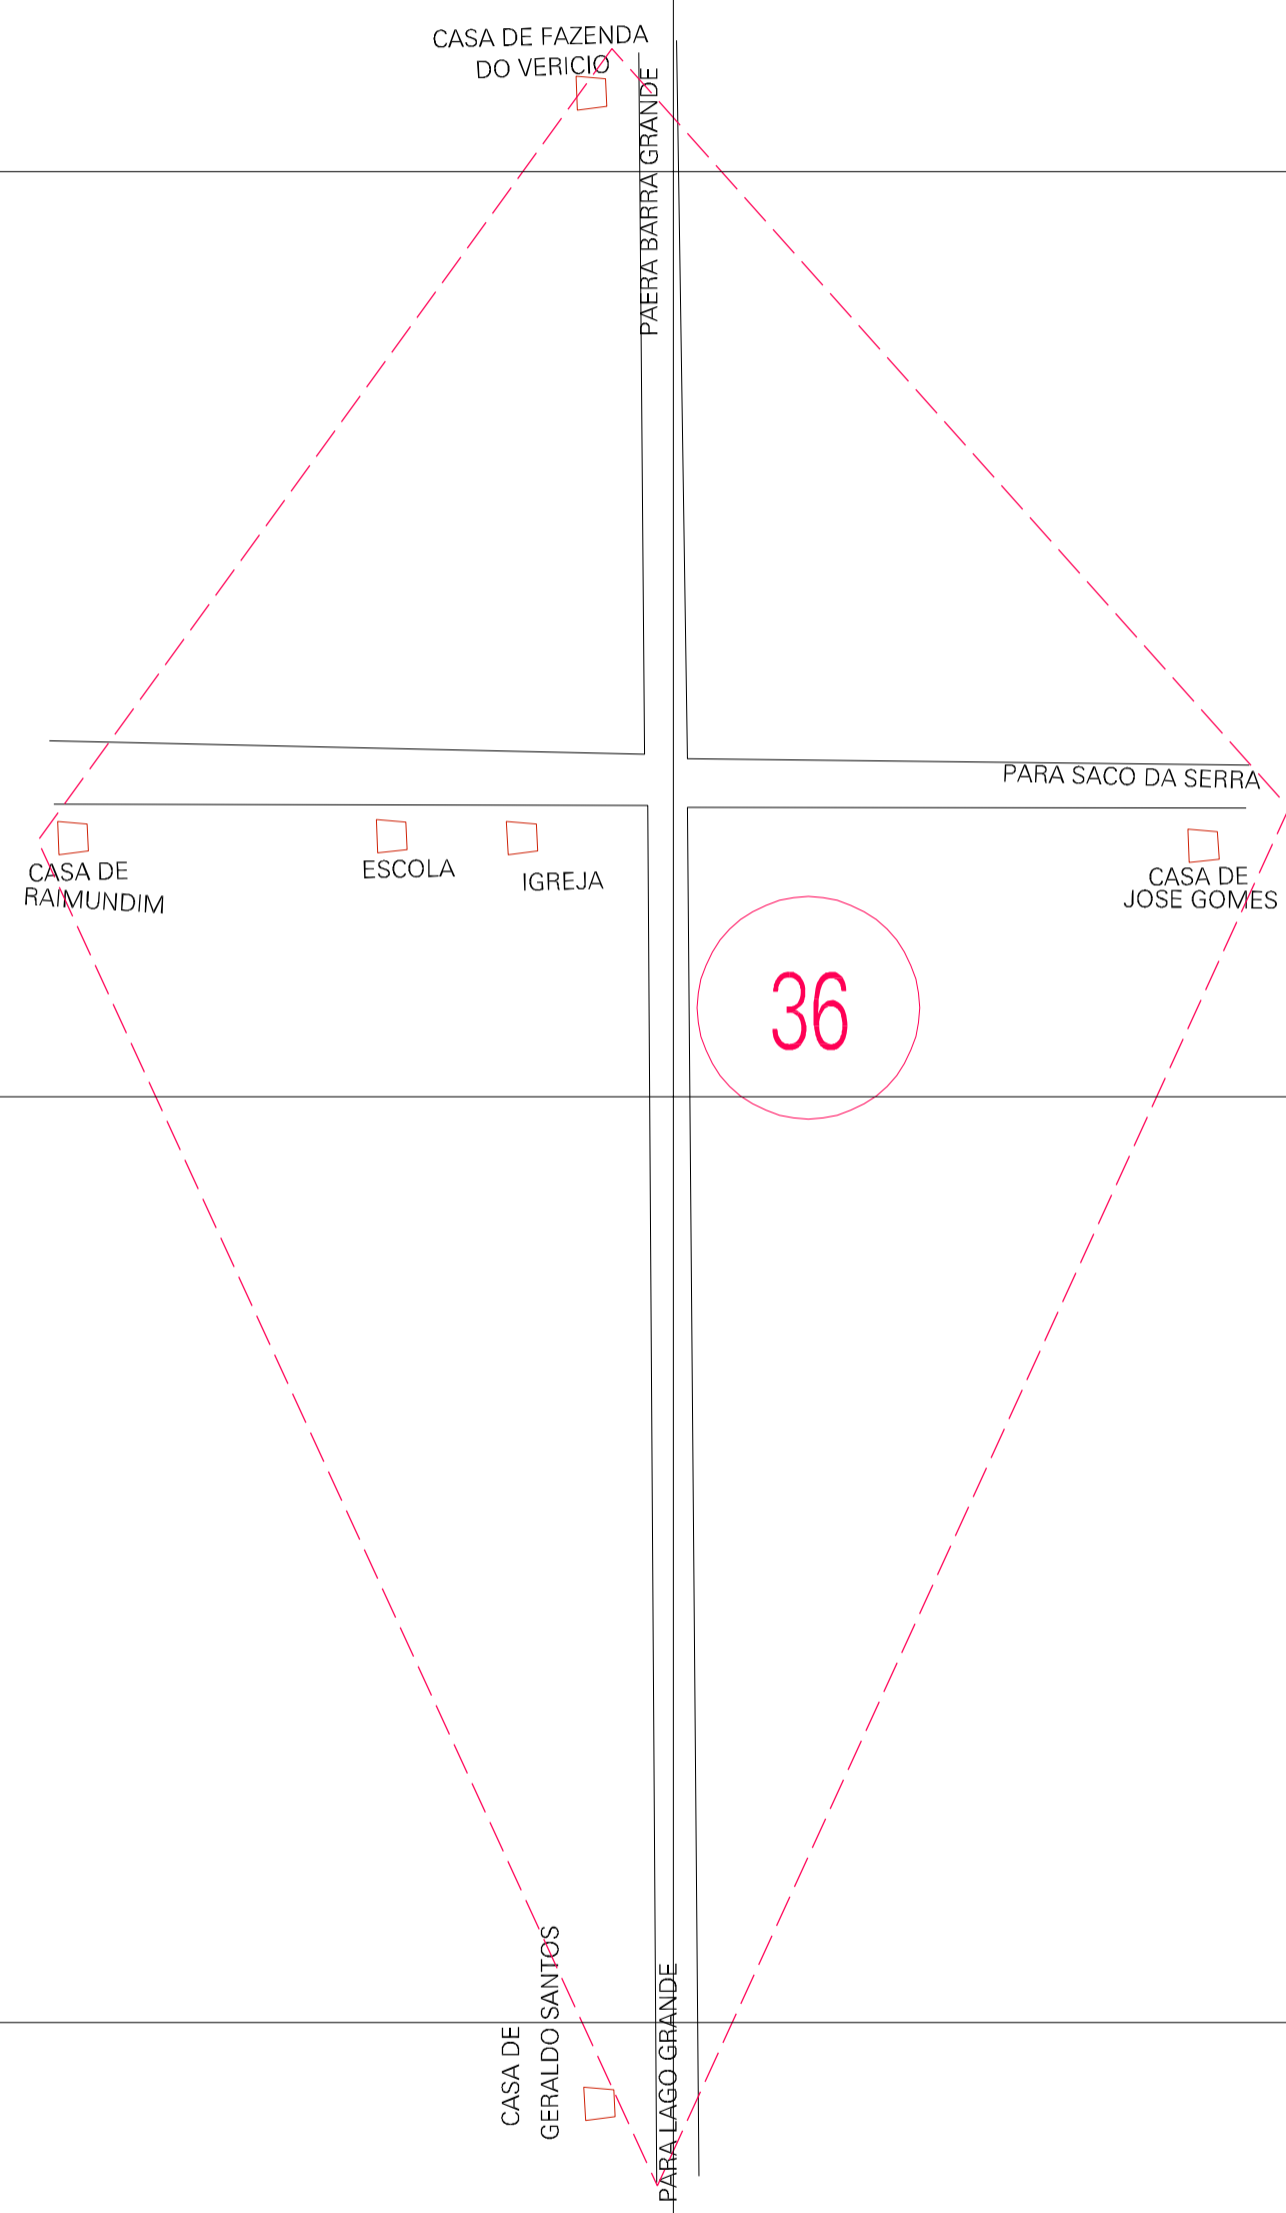 CASA DE FAZENDA
DO VERICIO
PAERA BARRA GRANDE
PARA SACO DA SERRA
CASA DE
RAIMUNDIM
ESCOLA
IGREJA
CASA DE
JOSE GOMES
36
CASA DE
GERALDO SANTOS
PARA LAGO GRANDE